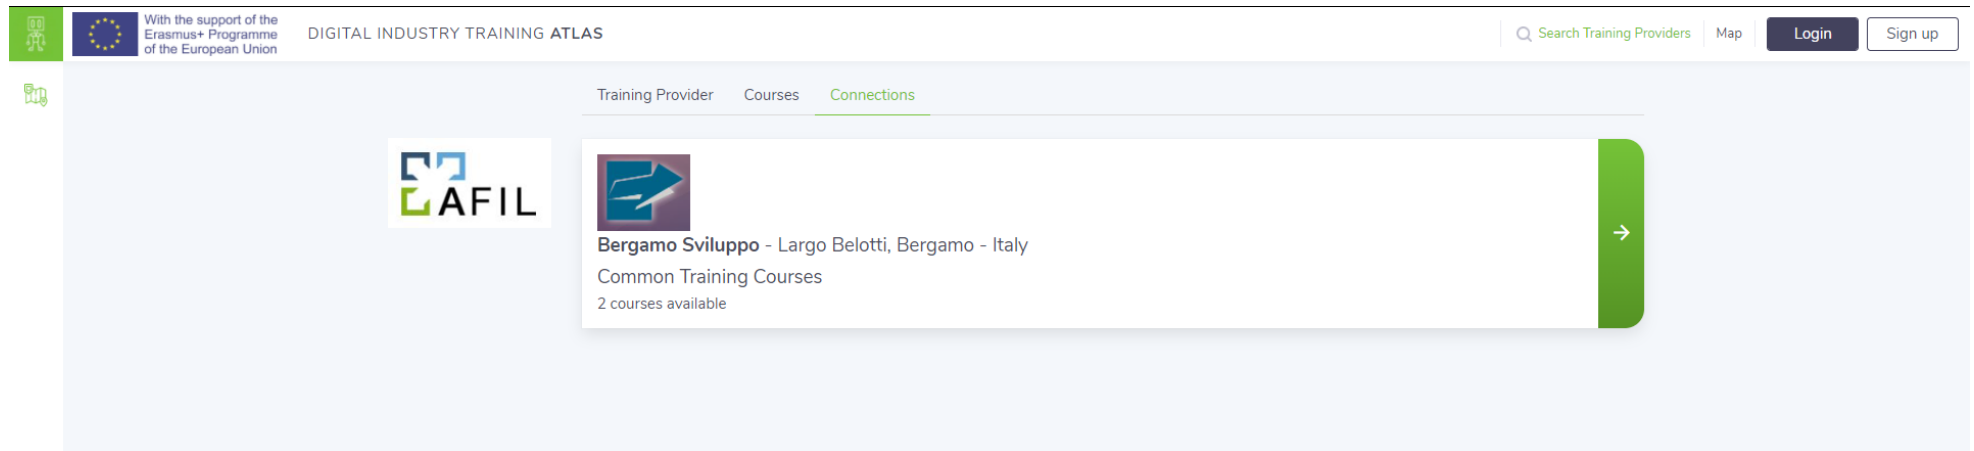 With the support of the
Erasmus+ Programme
of the European Union
DIGITAL INDUSTRY TRAINING ATLAS
Search Training Providers
Map
Login
Sign up
Training Provider
Courses
Connections
AFIL
Bergamo Sviluppo - Largo Belotti, Bergamo - Italy
Common Training Courses
2 courses available